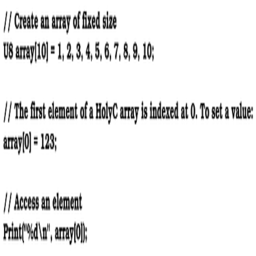 // Create an array of fixed size
U8 array[10] = 1, 2, 3, 4, 5, 6, 7, 8, 9, 10;
// The first element of a HolyC array is indexed at 0. To set a value:
array[0] = 123;
// Access an element
Print("%d\n", array[0]);